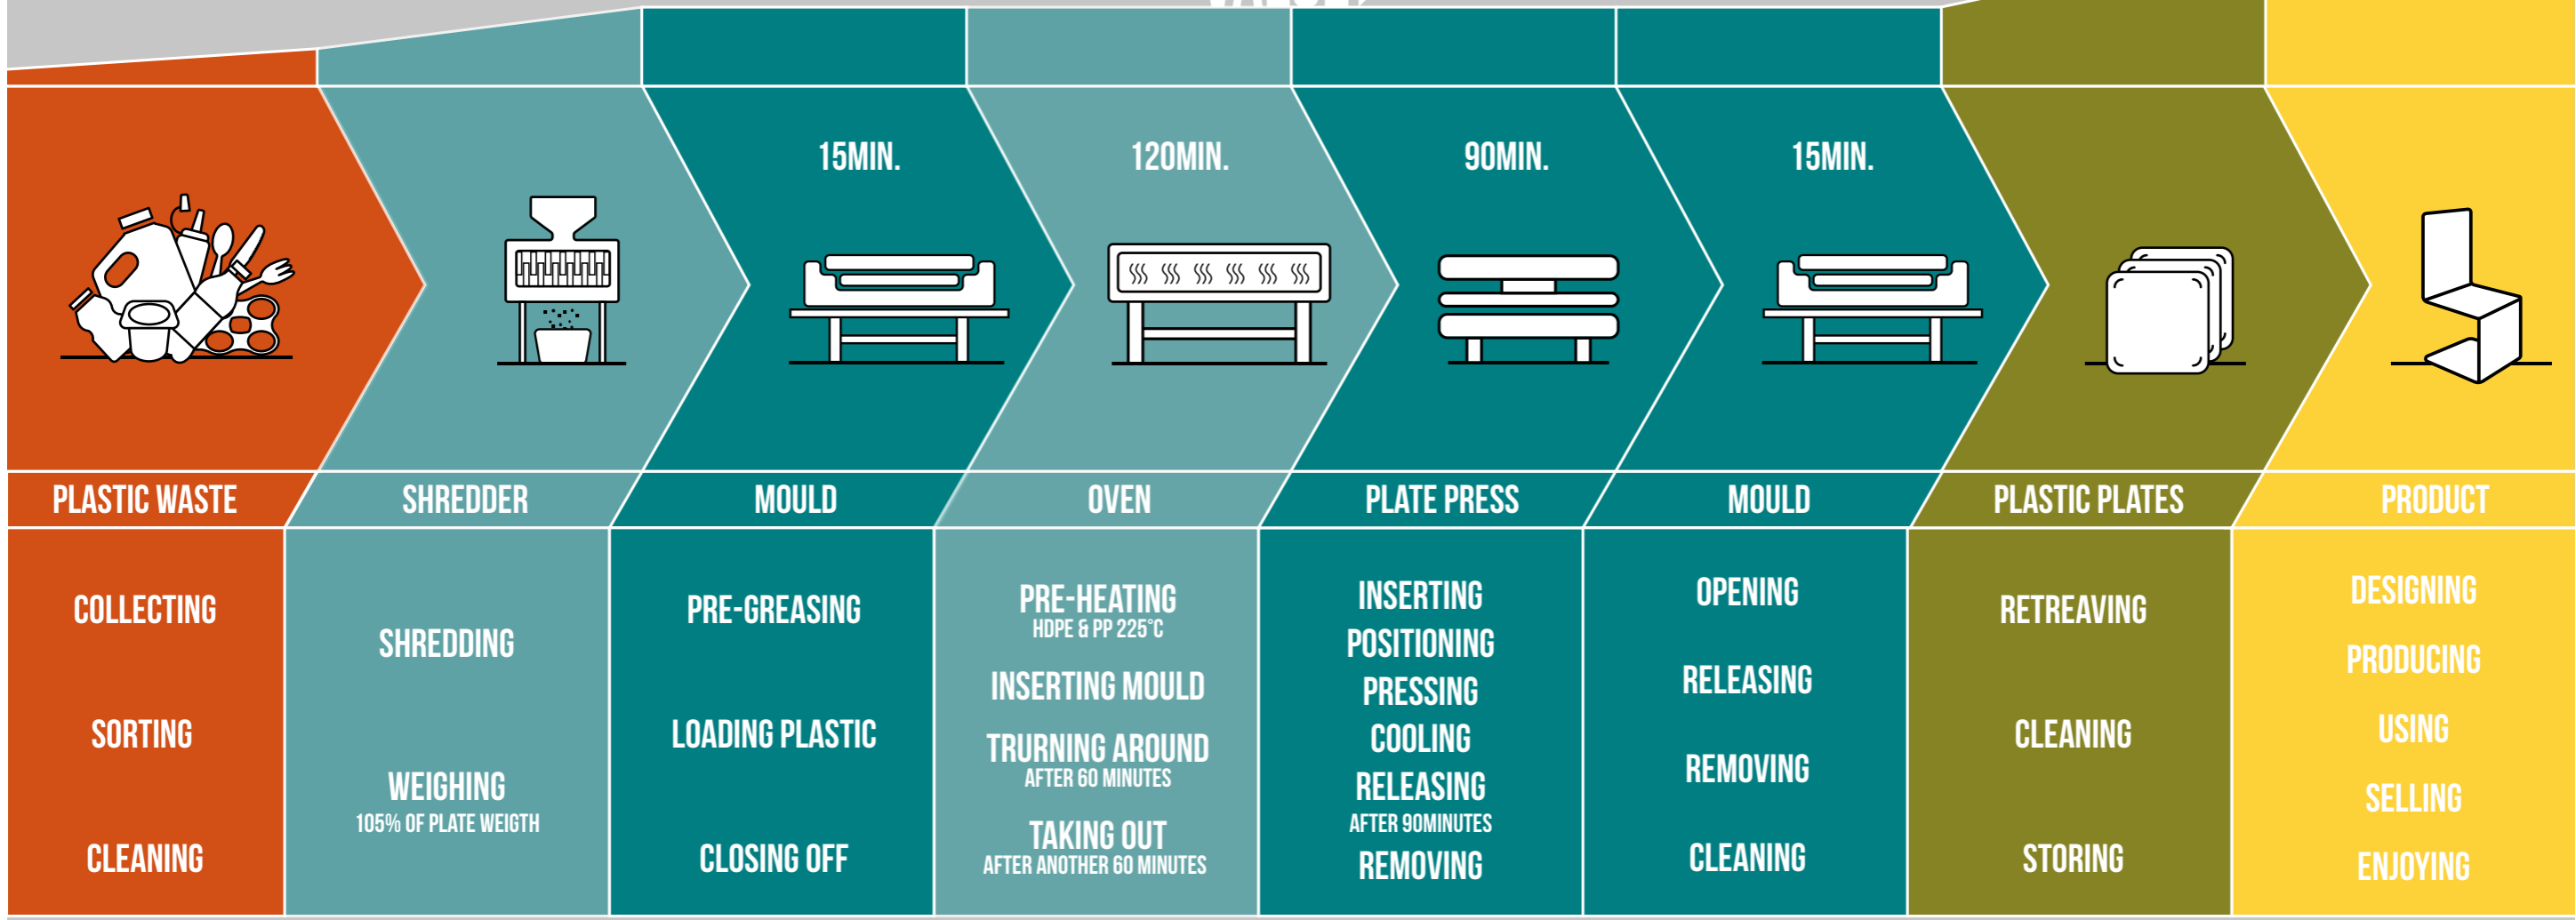 15MIN.
120MIN.
90MIN.
15MIN.
PLASTIC WASTE
SHREDDER
MOULD
OVEN
PLATE PRESS
MOULD
PLASTIC PLATES
PRODUCT
COLLECTING
SORTING
CLEANING
SHREDDING
WEIGHING
105% OF PLATE WEIGTH
PRE-GREASING
LOADING PLASTIC
CLOSING OFF
PRE-HEATING
HDPE & PP 225°C
INSERTING MOULD
TRURNING AROUND
AFTER 60 MINUTES
TAKING OUT
AFTER ANOTHER 60 MINUTES
INSERTING
POSITIONING
PRESSING
COOLING
RELEASING
AFTER 90MINUTES
REMOVING
OPENING
RELEASING
REMOVING
CLEANING
RETREAVING
CLEANING
STORING
DESIGNING
PRODUCING
USING
SELLING
ENJOYING